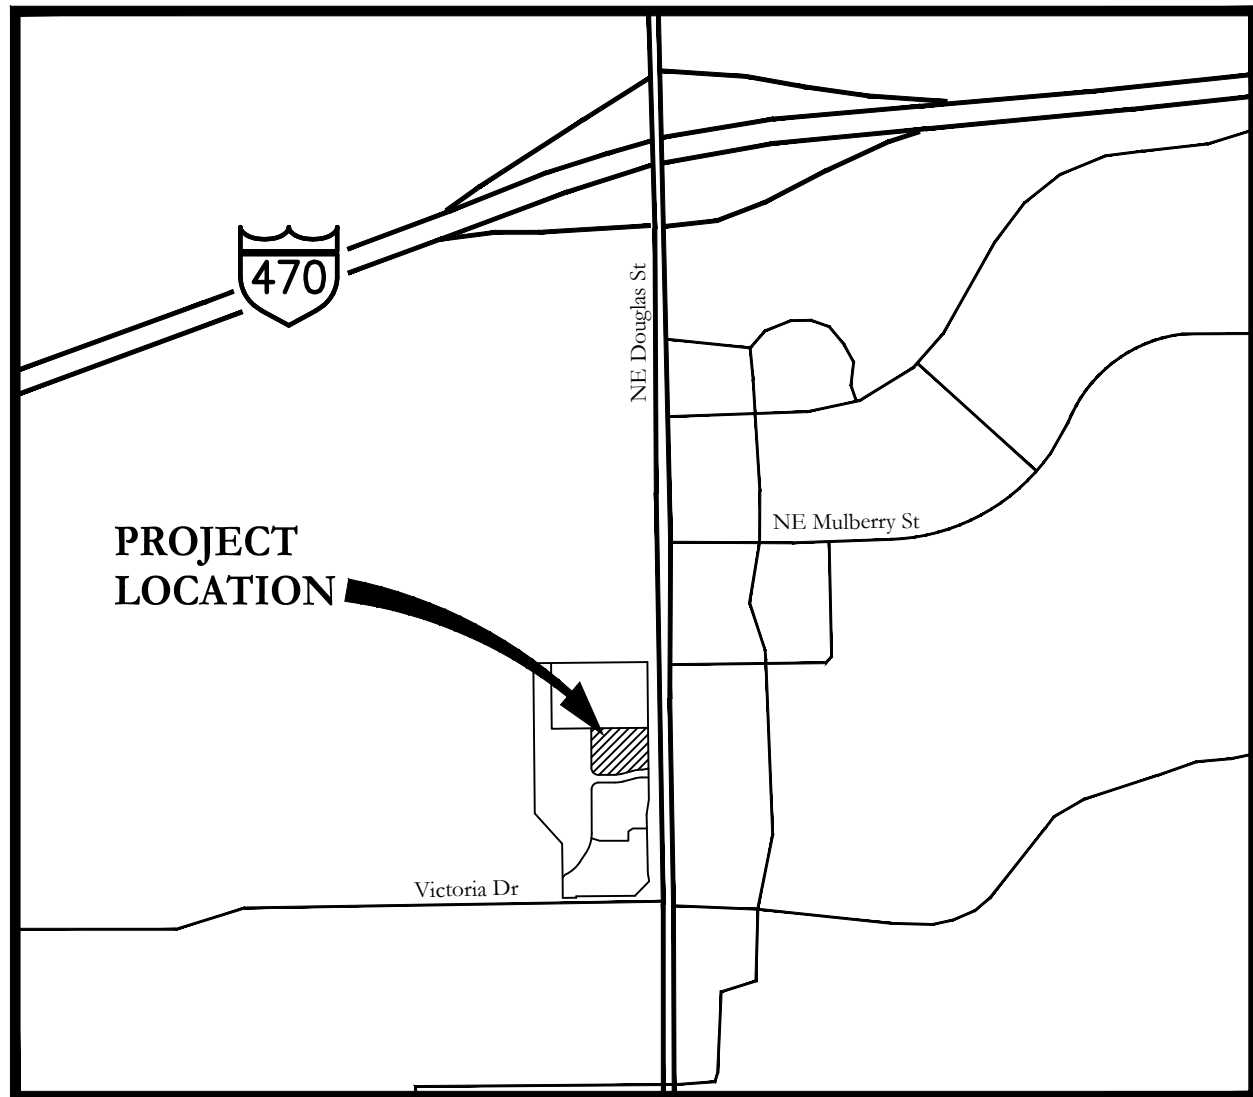 470
NE Douglas St
NE Mulberry St
PROJECT
LOCATION
Victoria Dr